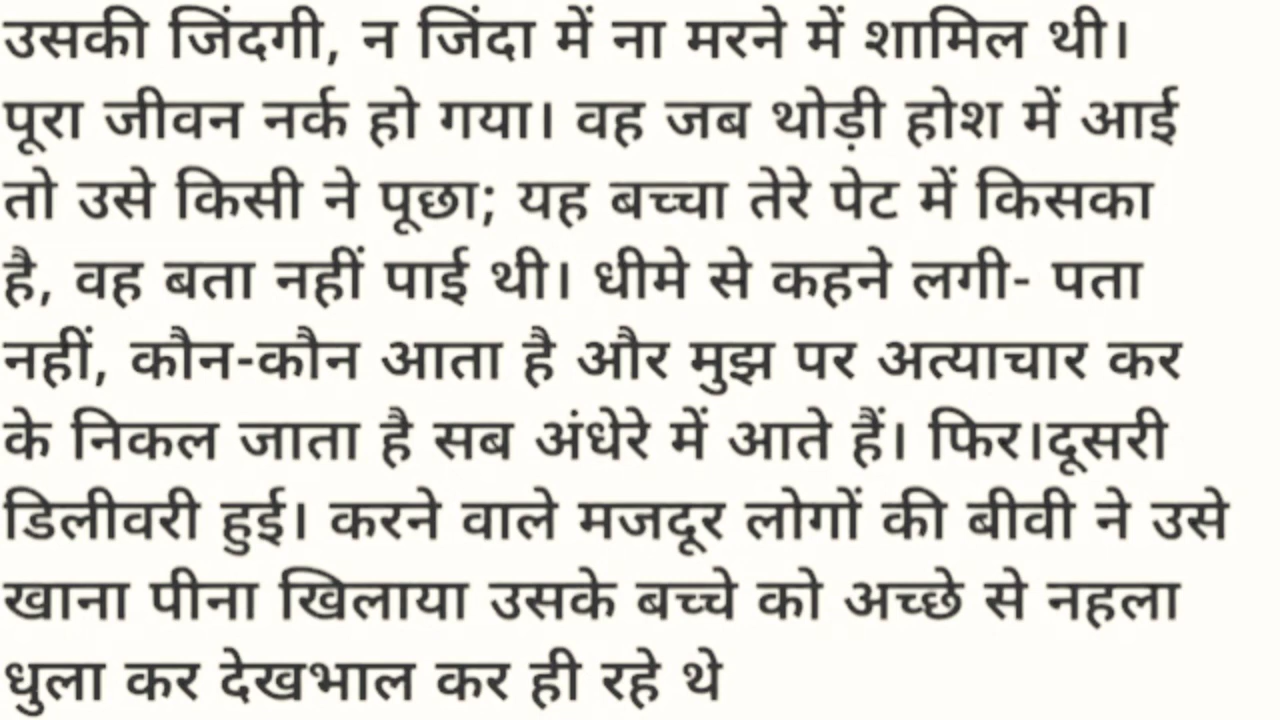 उसकी जिंदगी, न जिंदा में ना मरने में शामिल थी।
पूरा जीवन नर्क हो गया। वह जब थोड़ी होश में आई
तो उसे किसी ने पूछा; यह बच्चा तेरे पेट में किसका
है, वह बता नहीं पाई थी। धीमे से कहने लगी- पता
नहीं, कौन-कौन आता है और मुझ पर अत्याचार कर
के निकल जाता है सब अंधेरे में आते हैं। फिर।दूसरी
डिलीवरी हुई। करने वाले मजदूर लोगों की बीवी ने उसे
खाना पीना खिलाया उसके बच्चे को अच्छे से नहला
धुला कर देखभाल कर ही रहे थे